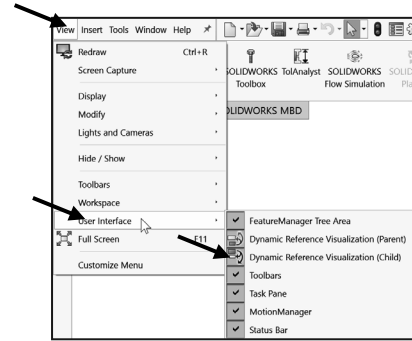 View Insert Tools Window Help
Redraw Ctrl+R
Screen Capture
Display
Modify
Lights and Cameras
Hide / Show
Toolbars
Workspace
User Interface
Full Screen F11
Customize Menu
SOLIDWORKS TolAnalyst SOLIDWORKS
Toolbox Flow Simulation
SOLIDWORKS MBD
FeatureManager Tree Area
Dynamic Reference Visualization (Parent)
Dynamic Reference Visualization (Child)
Toolbars
Task Pane
MotionManager
Status Bar